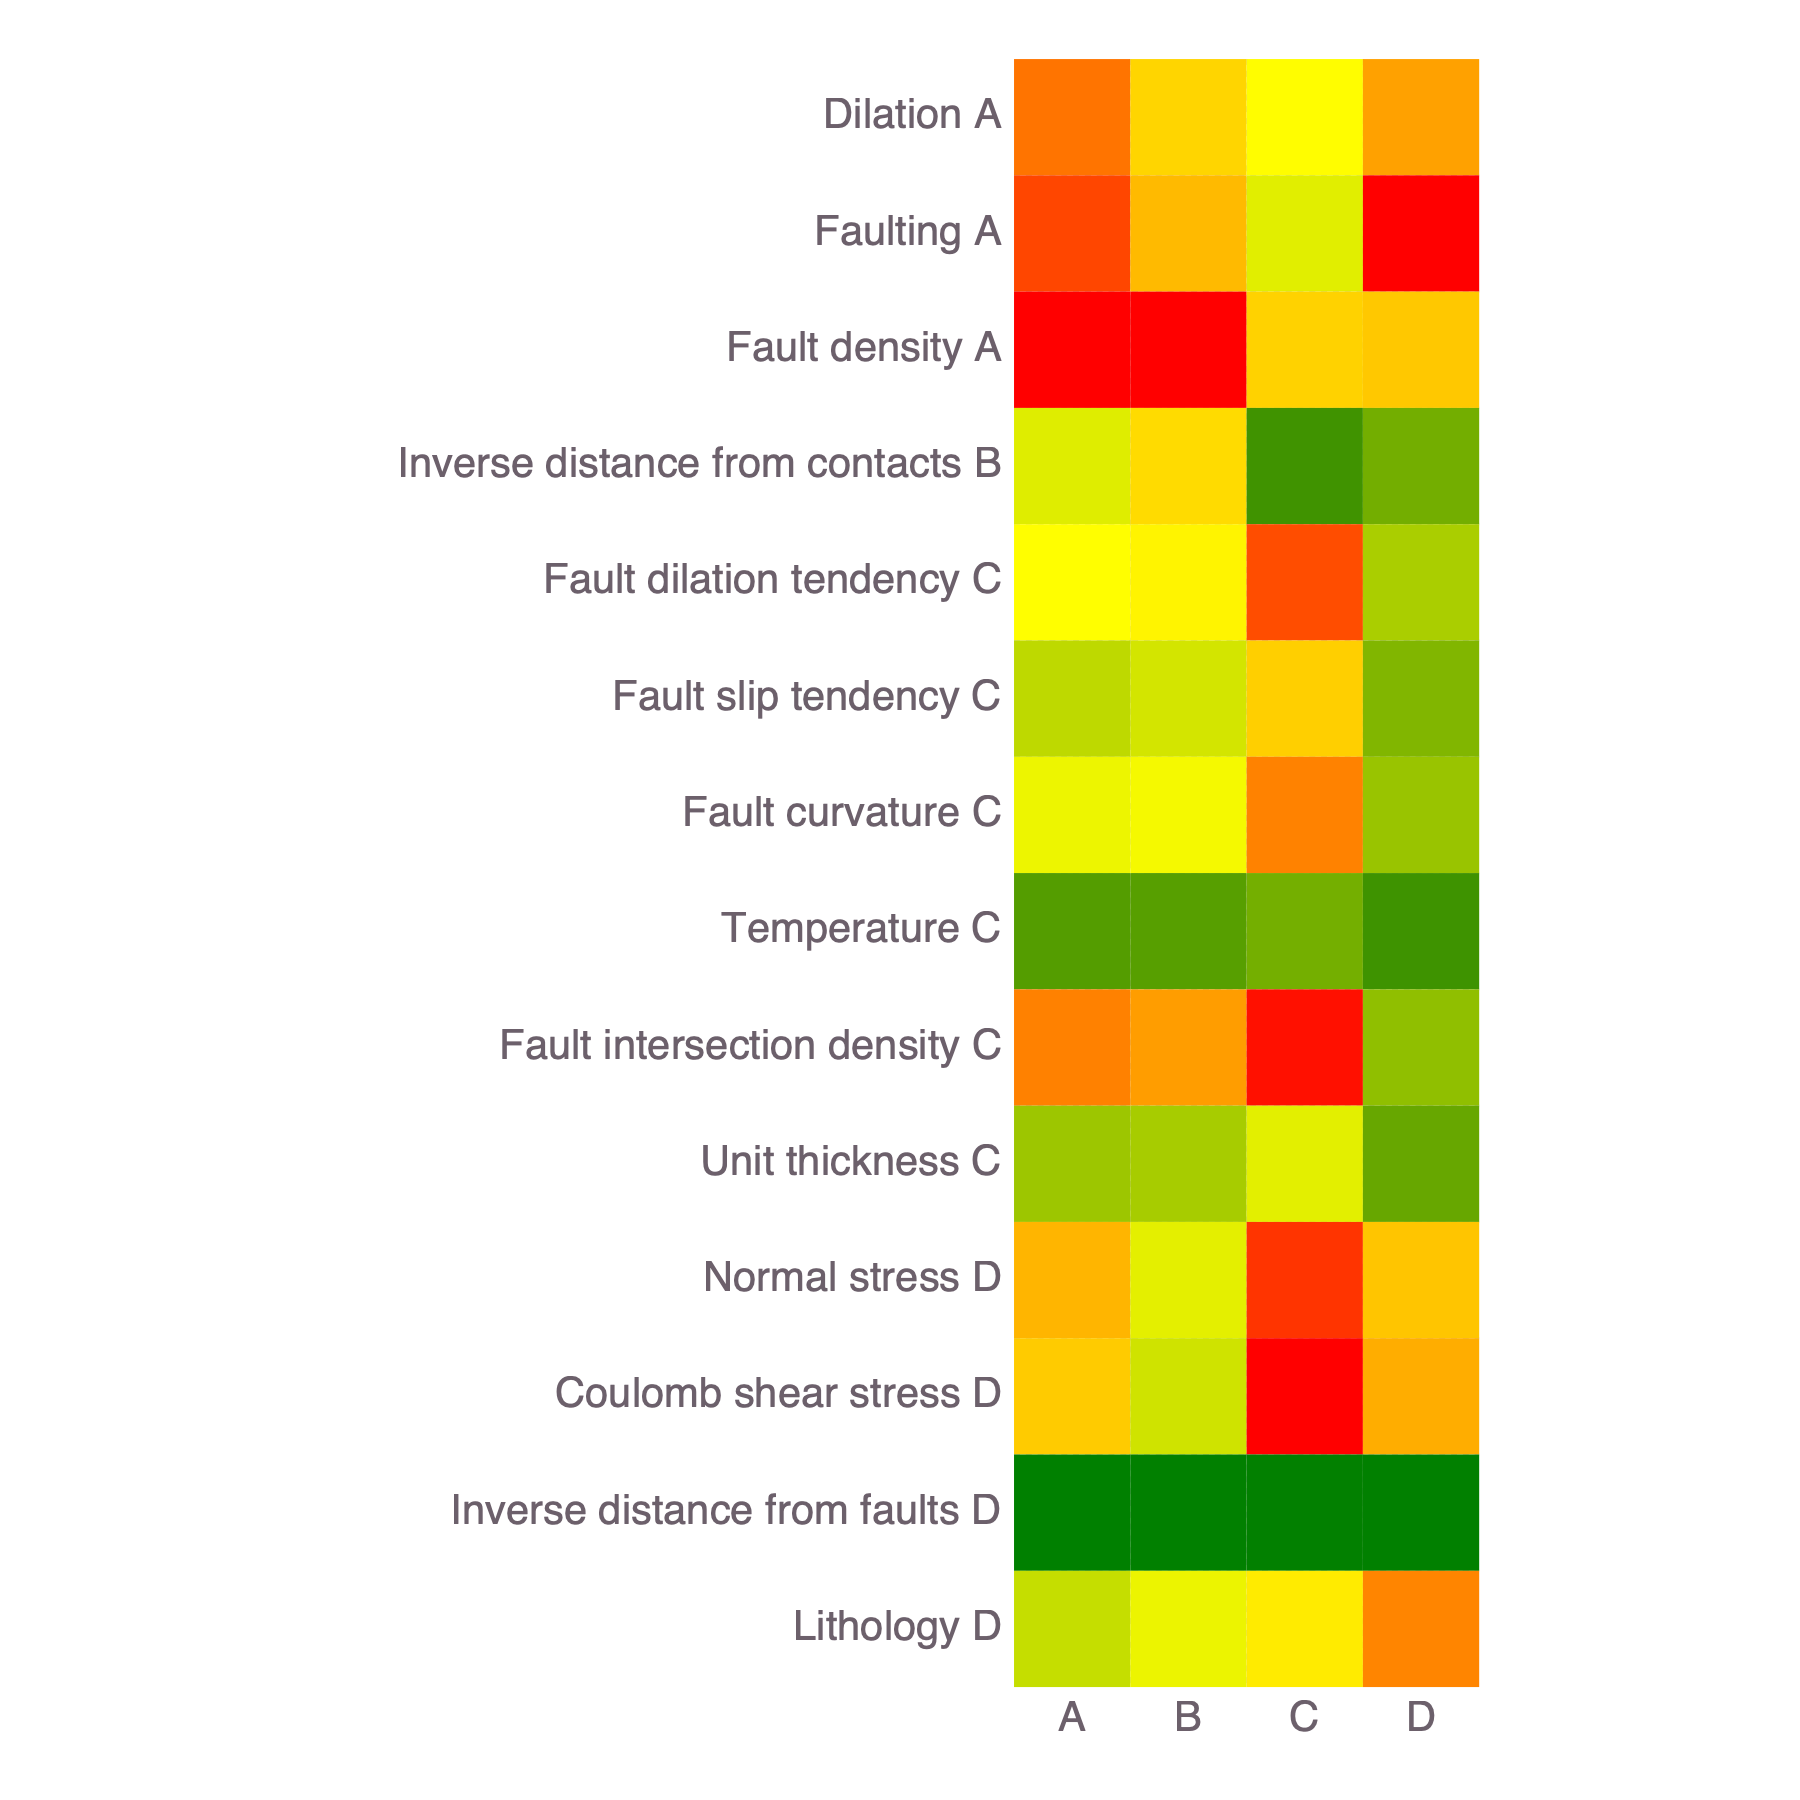 Dilation A
Faulting A
Fault density A
Inverse distance from contacts B
Fault dilation tendency C
Fault slip tendency C
Fault curvature C
Temperature C
Fault intersection density C
Unit thickness C
Normal stress D
Coulomb shear stress D
Inverse distance from faults D
Lithology D
A B C D